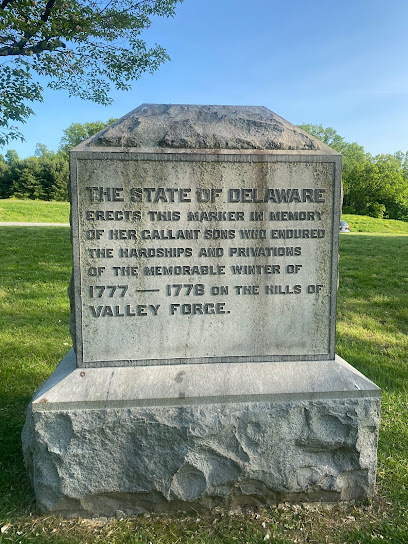 THE STATE OF DELAWARE
ERECTS THIS MARKER IN MEMORY
OF HER GALLANT SONS WHO ENDURED
THE HARDSHIPS AND PRIVATIONS
OF THE MEMORABLE WINTER OF
1777 — 1778 ON THE HILLS OF
VALLEY FORGE.